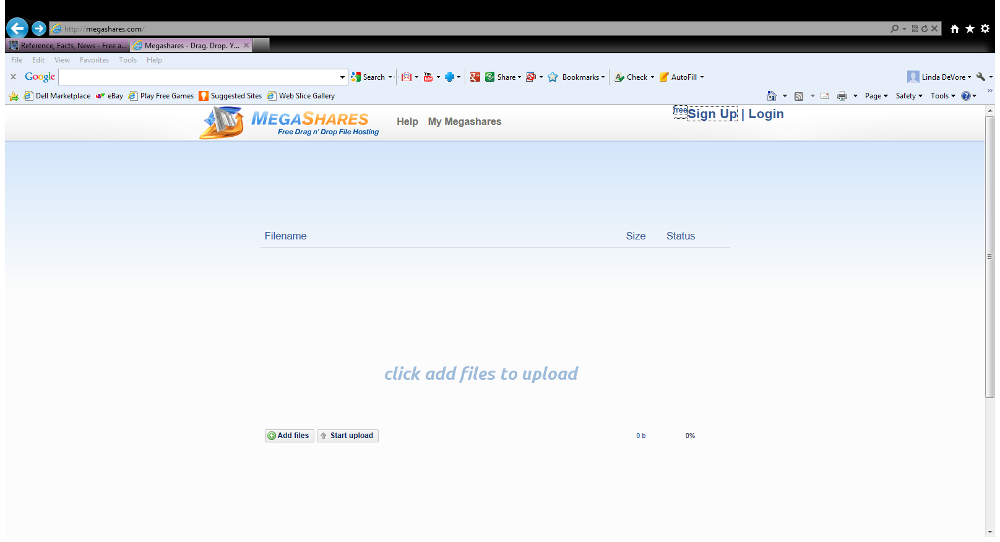 http://megashares.com/
Reference, Facts, News - Free a... Megashares - Drag. Drop. Y...
File Edit View Favorites Tools Help
x Google Search Share Bookmarks Check AutoFill Linda DeVore
Dell Marketplace eBay Play Free Games Suggested Sites Web Slice Gallery Page Safety Tools
MEGASHARES Help My Megashares free Sign Up | Login
Free Drag n' Drop File Hosting
Filename Size Status
click add files to upload
Add files Start upload 0 b 0%